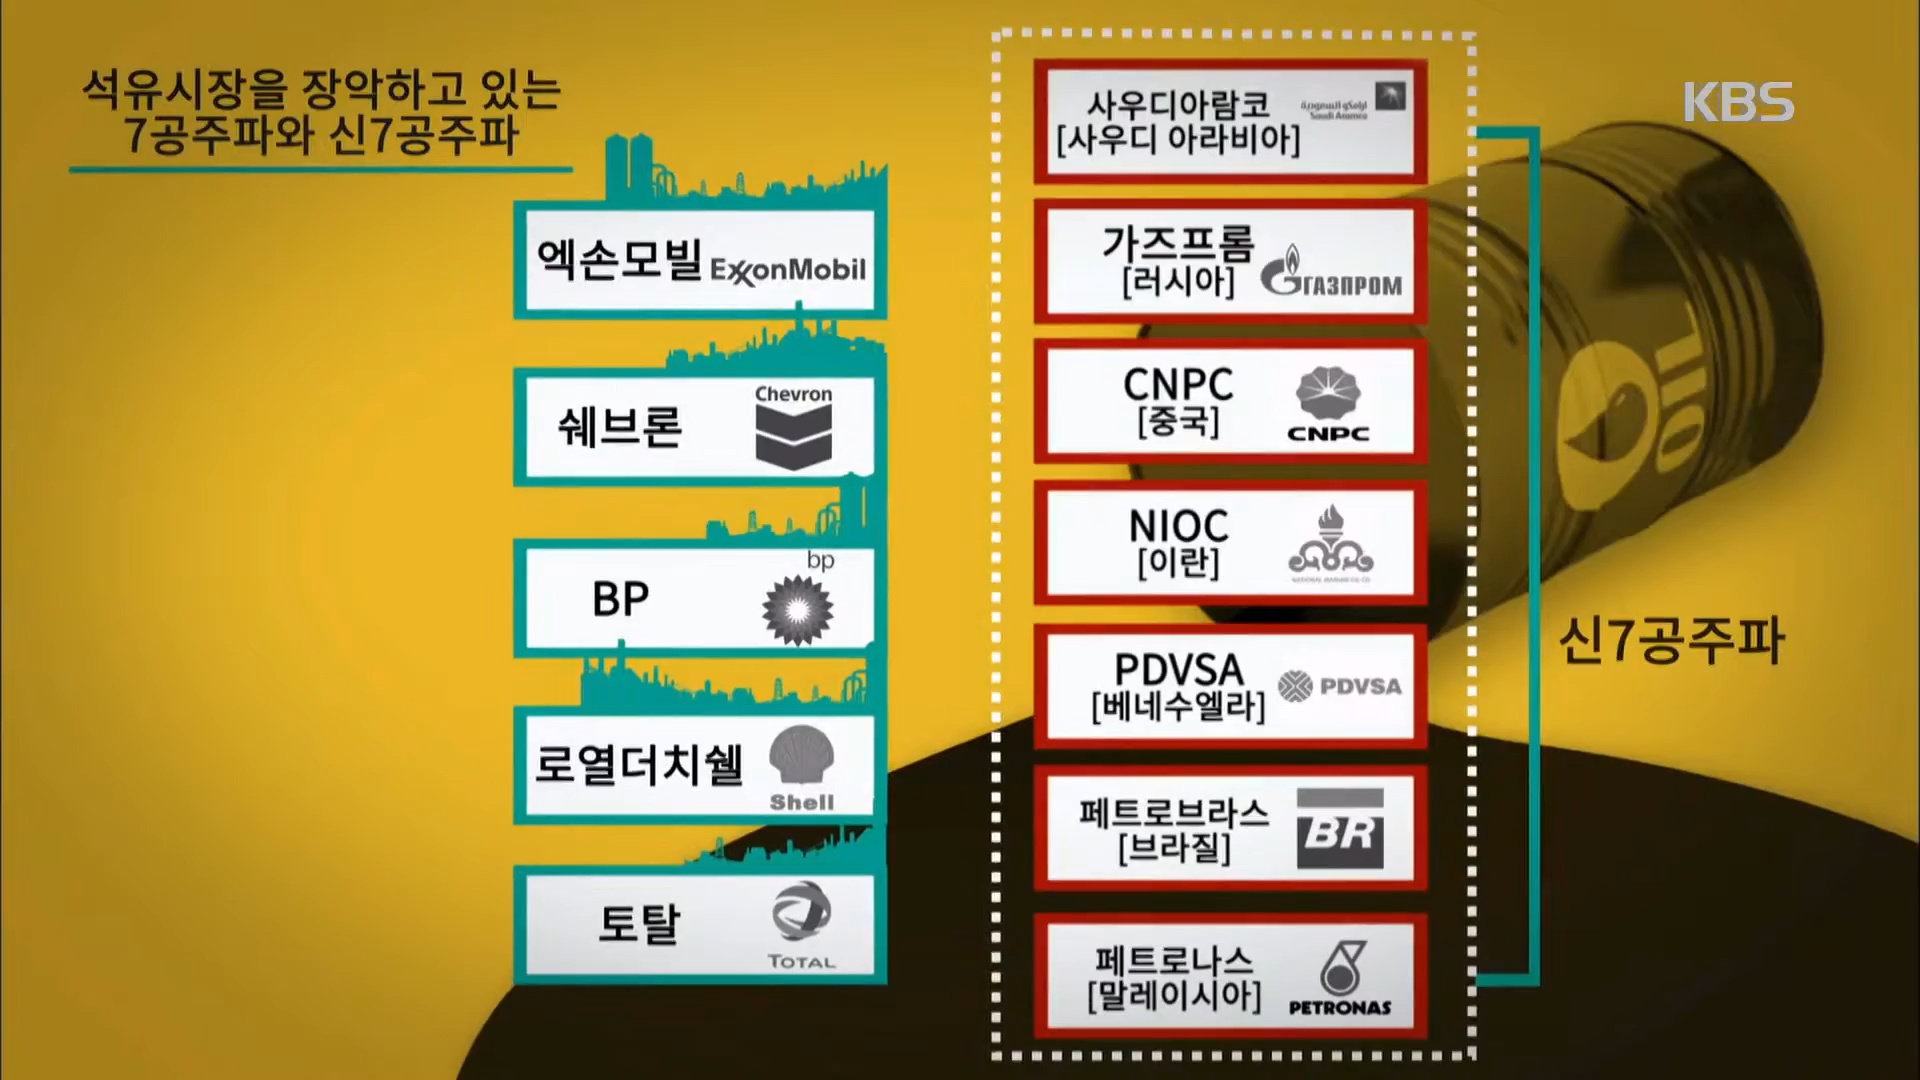 석유시장을 장악하고 있는
7공주파와 신7공주파
KBS
엑손모빌 ExxonMobil
쉐브론
Chevron
BP
bp
로열더치쉘
Shell
토탈
TOTAL
사우디아람코
[사우디 아라비아]
أرامكو السعودية
Saudi Aramco
가즈프롬
[러시아]
ГАЗПРОМ
CNPC
[중국]
CNPC
NIOC
[이란]
PDVSA
[베네수엘라]
PDVSA
페트로브라스
[브라질]
BR
페트로나스
[말레이시아]
PETRONAS
신7공주파
OIL